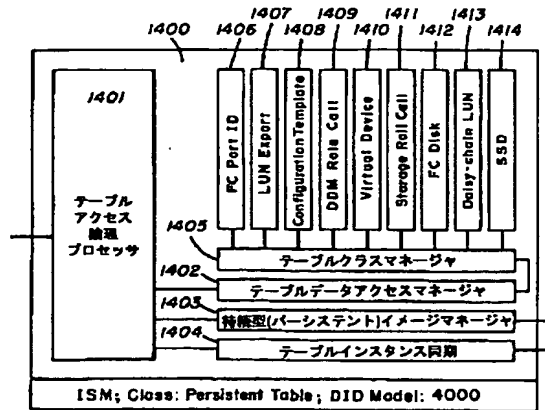 1400
1406
1407
1408
1409
1410
1411
1412
1413
1414
1401
テーブル
アクセス
論理
プロセッサ
FC Port ID
LUN Export
Configuration Template
DDM Role Call
Virtual Device
Storage Roll Call
FC Disk
Daisy-chain LUN
SSD
1405
テーブルクラスマネージャ
1402
テーブルデータアクセスマネージャ
1403
持続型(パーシステント)イメージマネージャ
1404
テーブルインスタンス同期
ISM; Class: Persistent Table; DID Model: 4000